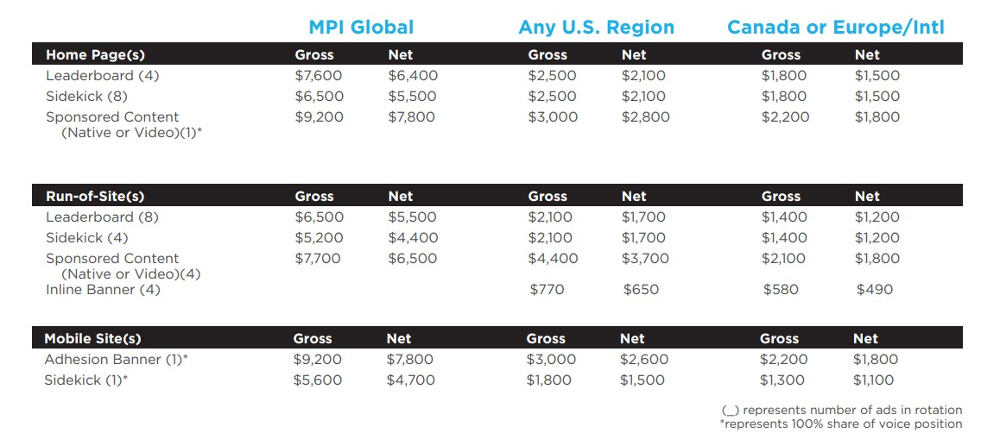 MPI Global Any U.S. Region Canada or Europe/Intl
Home Page(s) Gross Net Gross Net Gross Net
Leaderboard (4) $7,600 $6,400 $2,500 $2,100 $1,800 $1,500
Sidekick (8) $6,500 $5,500 $2,500 $2,100 $1,800 $1,500
Sponsored Content $9,200 $7,800 $3,000 $2,800 $2,200 $1,800
(Native or Video)(1)*
Run-of-Site(s) Gross Net Gross Net Gross Net
Leaderboard (8) $6,500 $5,500 $2,100 $1,700 $1,400 $1,200
Sidekick (4) $5,200 $4,400 $2,100 $1,700 $1,400 $1,200
Sponsored Content $7,700 $6,500 $4,400 $3,700 $2,100 $1,800
(Native or Video)(4)
Inline Banner (4) $770 $650 $580 $490
Mobile Site(s) Gross Net Gross Net Gross Net
Adhesion Banner (1)* $9,200 $7,800 $3,000 $2,600 $2,200 $1,800
Sidekick (1)* $5,600 $4,700 $1,800 $1,500 $1,300 $1,100
(_) represents number of ads in rotation
*represents 100% share of voice position